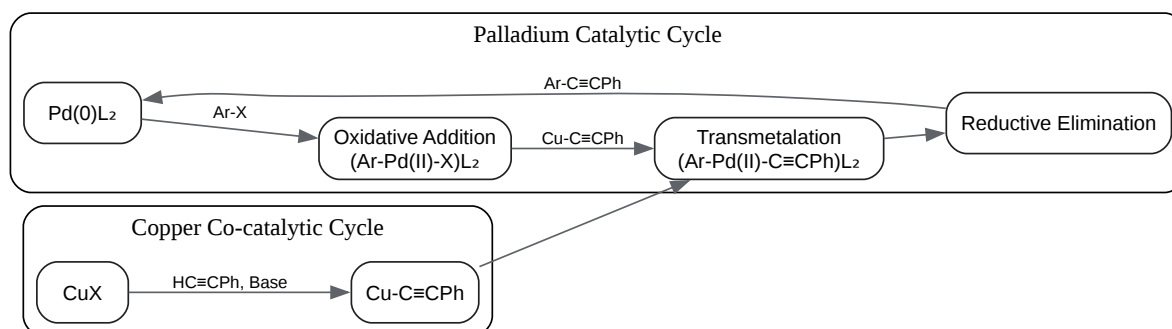 Palladium Catalytic Cycle
Ar-C≡CPh
Pd(0)L₂
Ar-X
Oxidative Addition
(Ar-Pd(II)-X)L₂
Cu-C≡CPh
Transmetalation
(Ar-Pd(II)-C≡CPh)L₂
Reductive Elimination
Copper Co-catalytic Cycle
CuX
HC≡CPh, Base
Cu-C≡CPh